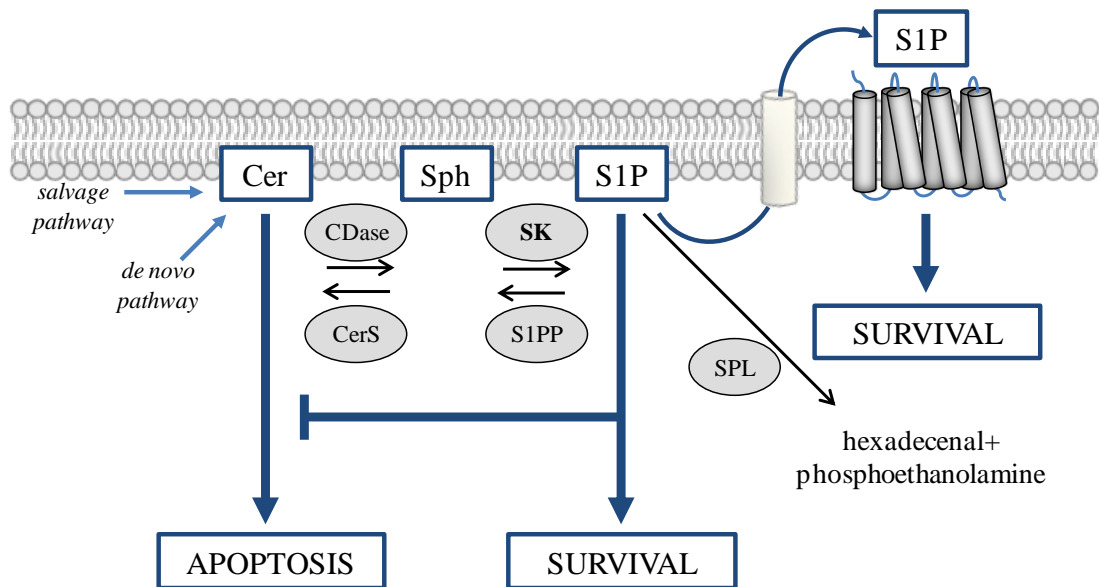 S1P
Cer
Sph
S1P
salvage
pathway
de novo
pathway
CDase
SK
CerS
S1PP
SPL
SURVIVAL
hexadecenal+
phosphoethanolamine
APOPTOSIS
SURVIVAL